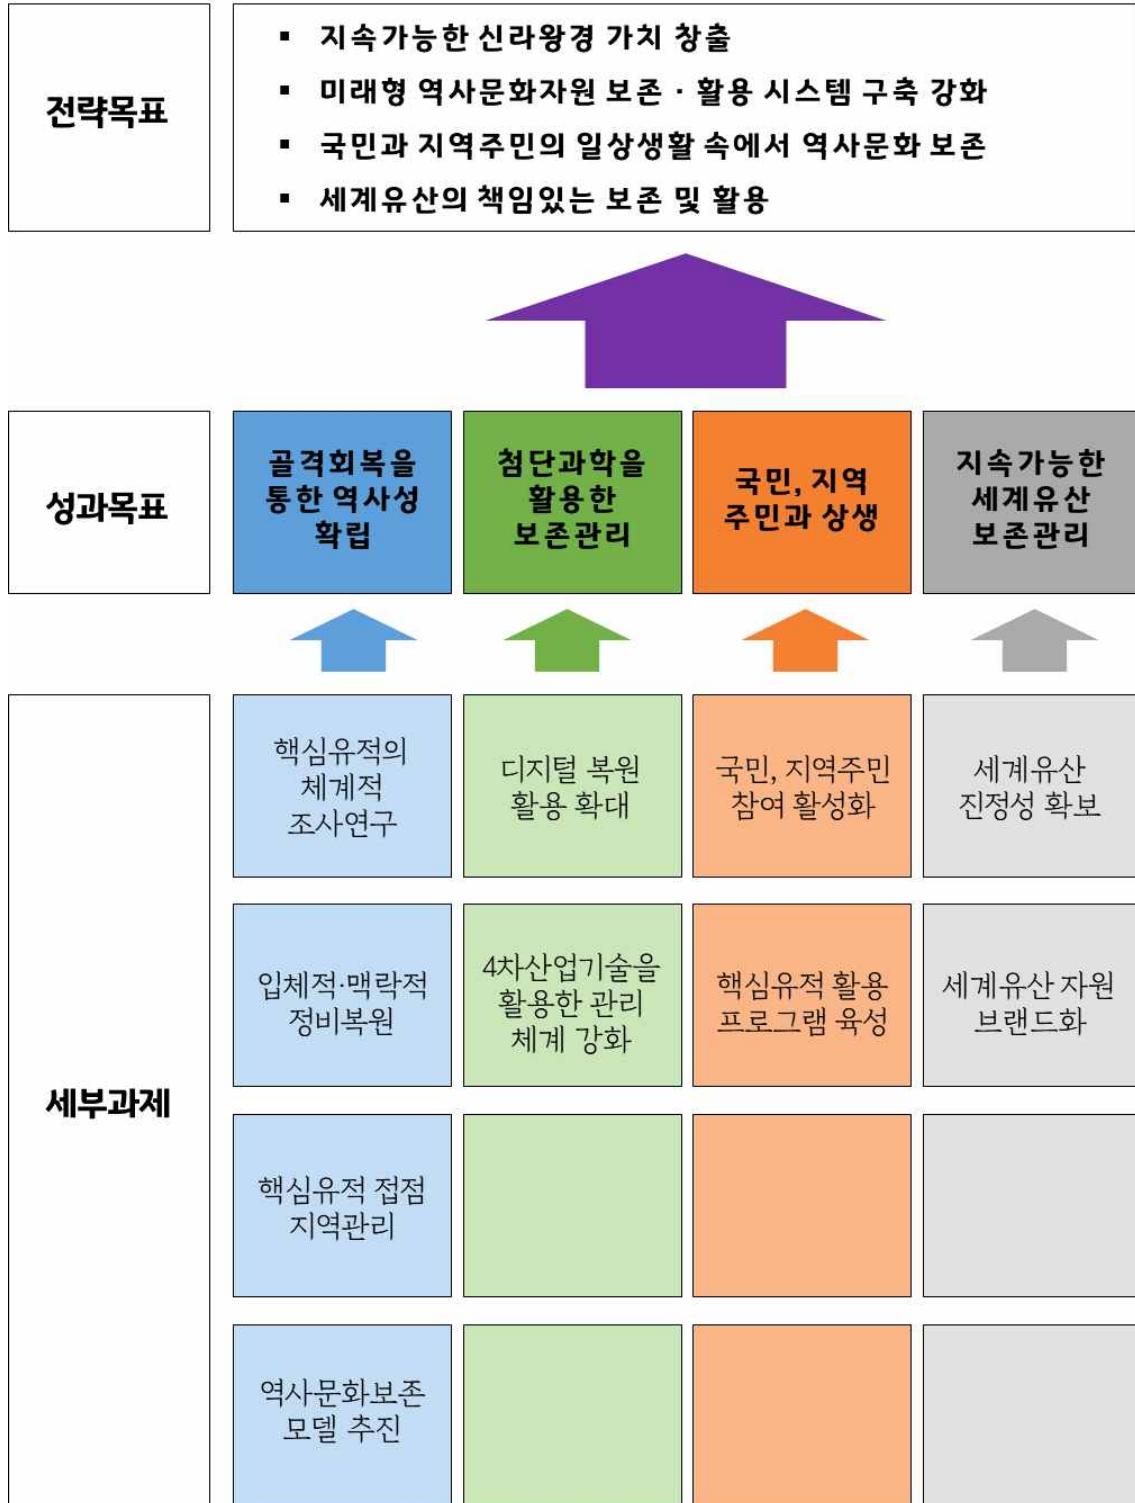 전략목표
▪ 지속가능한 신라왕경 가치 창출
▪ 미래형 역사문화자원 보존 · 활용 시스템 구축 강화
▪ 국민과 지역주민의 일상생활 속에서 역사문화 보존
▪ 세계유산의 책임있는 보존 및 활용
성과목표
골격회복을
통한 역사성
확립
첨단과학을
활용한
보존관리
국민, 지역
주민과 상생
지속가능한
세계유산
보존관리
세부과제
핵심유적의
체계적
조사연구
디지털 복원
활용 확대
국민, 지역주민
참여 활성화
세계유산
진정성 확보
입체적·맥락적
정비복원
4차산업기술을
활용한 관리
체계 강화
핵심유적 활용
프로그램 육성
세계유산 자원
브랜드화
핵심유적 접점
지역관리
역사문화보존
모델 추진